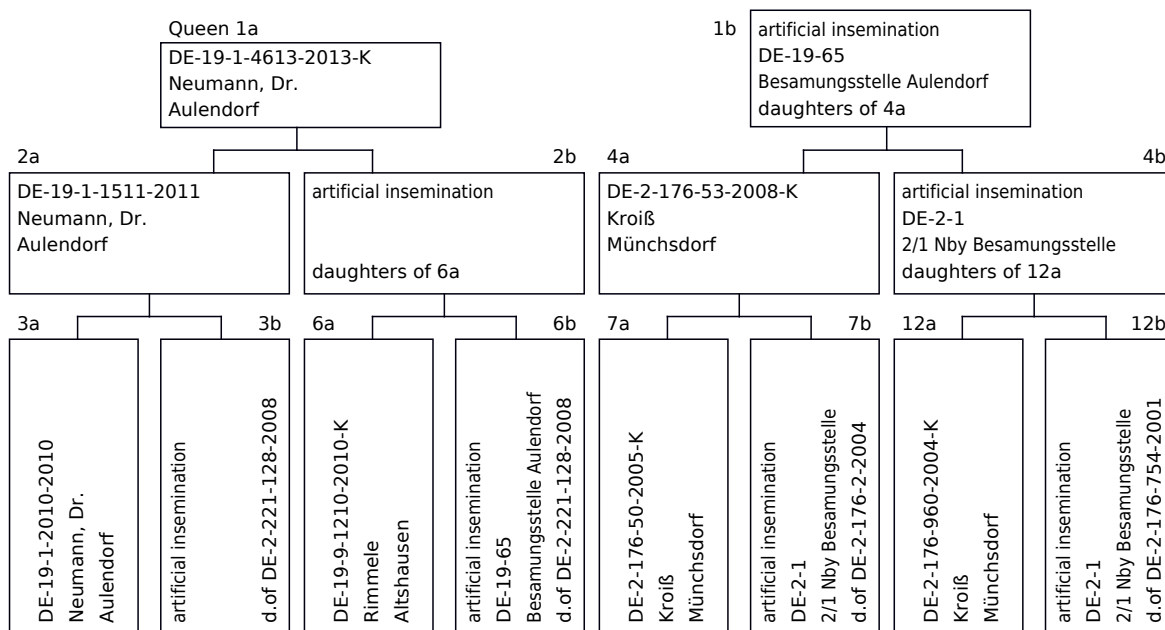 Queen 1a
DE-19-1-4613-2013-K
Neumann, Dr.
Aulendorf
1b
artificial insemination
DE-19-65
Besamungsstelle Aulendorf
daughters of 4a
2a
DE-19-1-1511-2011
Neumann, Dr.
Aulendorf
2b
artificial insemination
daughters of 6a
4a
DE-2-176-53-2008-K
Kroiß
Münchsdorf
4b
artificial insemination
DE-2-1
2/1 Nby Besamungsstelle
daughters of 12a
3a
DE-19-1-2010-2010
Neumann, Dr.
Aulendorf
3b
artificial insemination
d.of DE-2-221-128-2008
6a
DE-19-9-1210-2010-K
Rimmele
Altshausen
6b
artificial insemination
DE-19-65
Besamungsstelle Aulendorf
d.of DE-2-221-128-2008
7a
DE-2-176-50-2005-K
Kroiß
Münchsdorf
7b
artificial insemination
DE-2-1
2/1 Nby Besamungsstelle
d.of DE-2-176-2-2004
12a
DE-2-176-960-2004-K
Kroiß
Münchsdorf
12b
artificial insemination
DE-2-1
2/1 Nby Besamungsstelle
d.of DE-2-176-754-2001